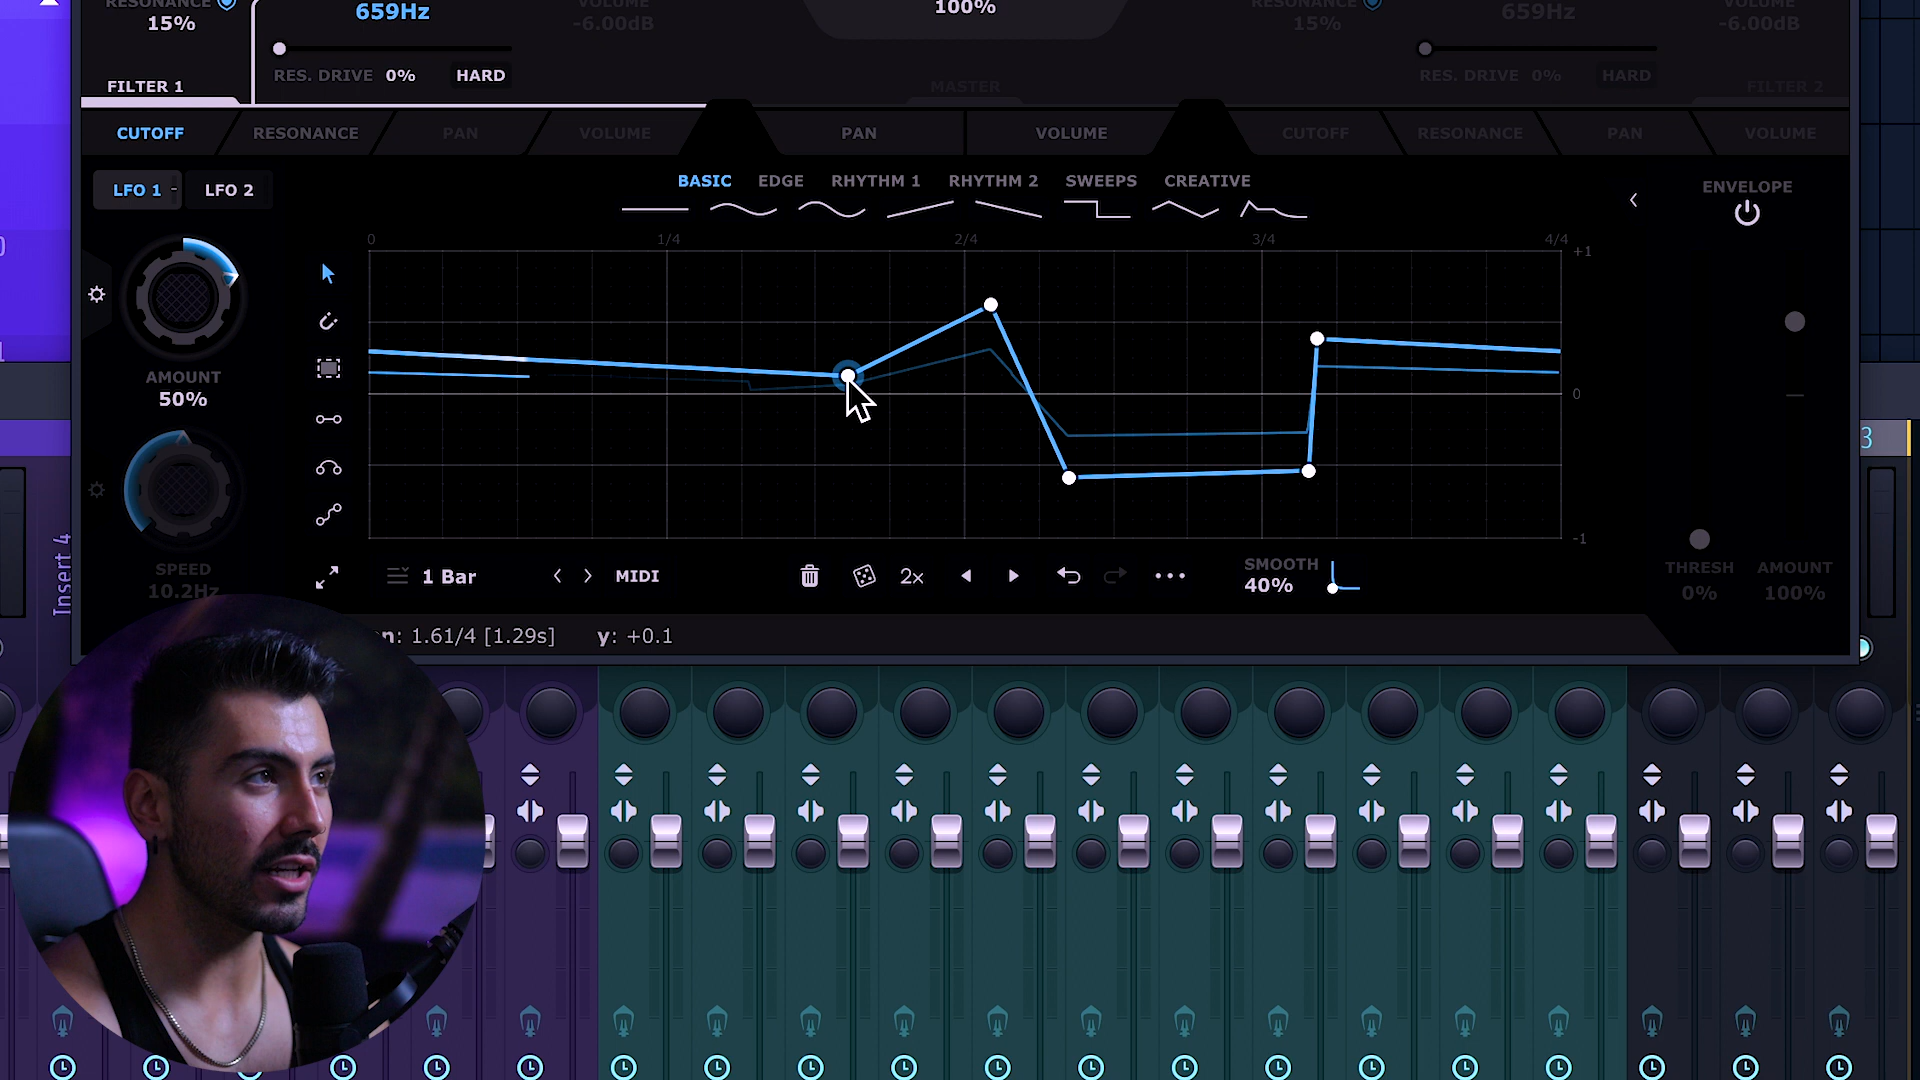 RESONANCE
15%
659Hz
VOLUME
-6.00dB
100%
RESONANCE
15%
659Hz
VOLUME
-6.00dB
RES. DRIVE 0% HARD
RES. DRIVE 0% HARD
FILTER 1
MASTER
FILTER 2
CUTOFF RESONANCE PAN VOLUME PAN VOLUME CUTOFF RESONANCE PAN VOLUME
LFO 1 LFO 2
BASIC EDGE RHYTHM 1 RHYTHM 2 SWEEPS CREATIVE
ENVELOPE
0 1/4 2/4 3/4 4/4
+1
0
-1
AMOUNT
50%
SPEED
10.2Hz
1 Bar
MIDI
2x
SMOOTH
40%
THRESH
0%
AMOUNT
100%
n: 1.61/4 [1.29s] y: +0.1
Insert 4
3